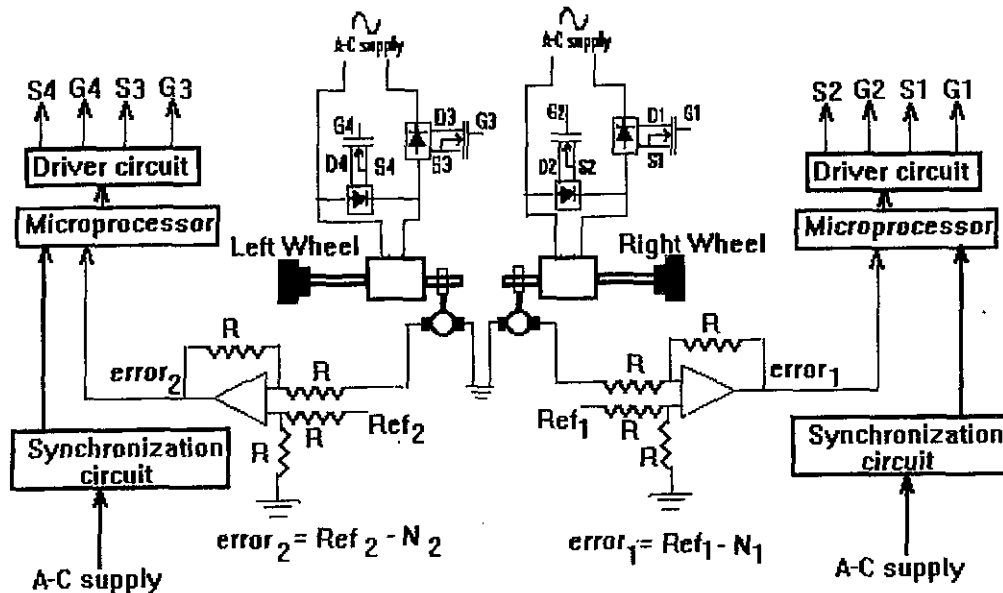 A-C supply
A-C supply
S4 G4 S3 G3
S2 G2 S1 G1
G4
D3
G3
S3
D4
S4
G2
D1
G1
S1
D2
S2
Driver circuit
Microprocessor
Driver circuit
Microprocessor
Left Wheel
Right Wheel
R
R
error2
R
Ref2
R
R
R
R
error1
Ref1
R
R
Synchronization
circuit
Synchronization
circuit
error2 = Ref2 - N2
error1 = Ref1 - N1
A-C supply
A-C supply